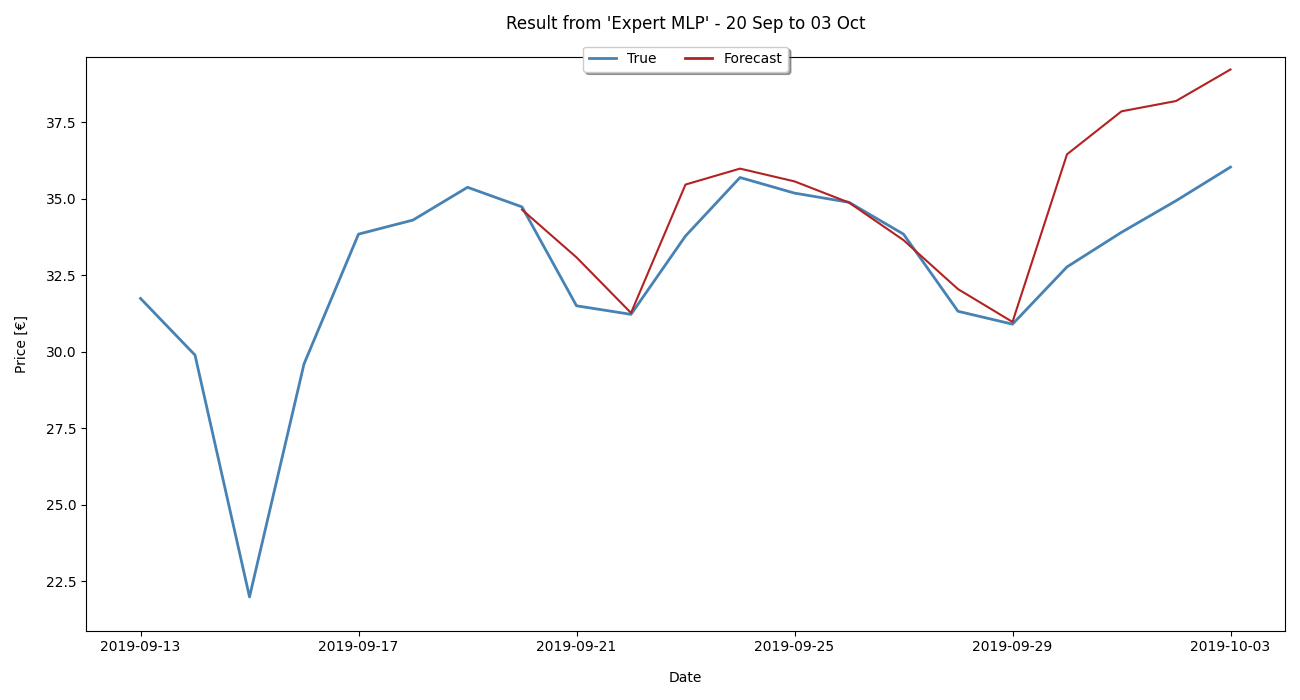 Result from 'Expert MLP' - 20 Sep to 03 Oct
True Forecast
Price [€]
37.5
35.0
32.5
30.0
27.5
25.0
22.5
2019-09-13 2019-09-17 2019-09-21 2019-09-25 2019-09-29 2019-10-03
Date